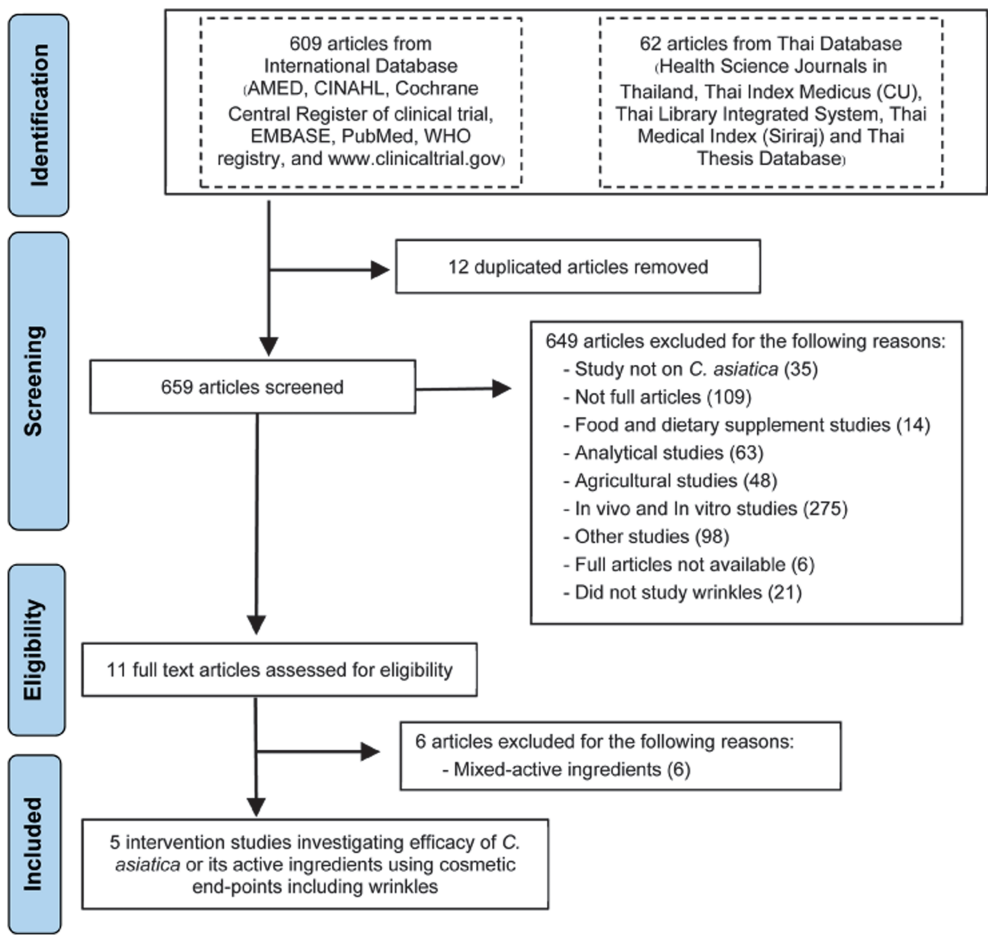 Identification
609 articles from
International Database
(AMED, CINAHL, Cochrane
Central Register of clinical trial,
EMBASE, PubMed, WHO
registry, and www.clinicaltrial.gov)
62 articles from Thai Database
(Health Science Journals in
Thailand, Thai Index Medicus (CU),
Thai Library Integrated System, Thai
Medical Index (Siriraj) and Thai
Thesis Database)
12 duplicated articles removed
Screening
659 articles screened
649 articles excluded for the following reasons:
- Study not on C. asiatica (35)
- Not full articles (109)
- Food and dietary supplement studies (14)
- Analytical studies (63)
- Agricultural studies (48)
- In vivo and In vitro studies (275)
- Other studies (98)
- Full articles not available (6)
- Did not study wrinkles (21)
Eligibility
11 full text articles assessed for eligibility
6 articles excluded for the following reasons:
- Mixed-active ingredients (6)
Included
5 intervention studies investigating efficacy of C.
asiatica or its active ingredients using cosmetic
end-points including wrinkles